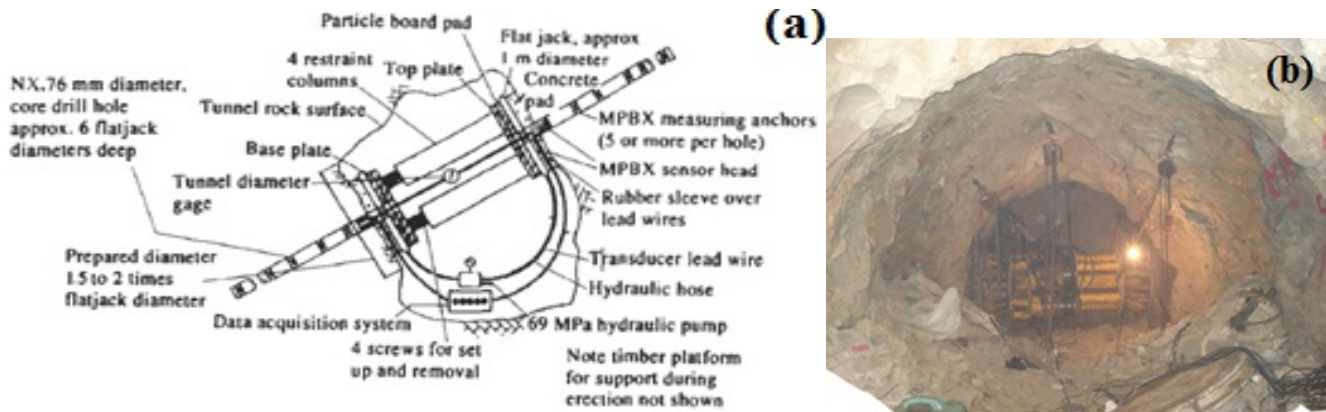 (a)
(b)
Particle board pad
4 restraint
columns
Top plate
Flat jack, approx
1 m diameter
Concrete
pad
NX,76 mm diameter,
core drill hole
approx. 6 flatjack
diameters deep
Tunnel rock surface
Base plate
Tunnel diameter
gage
MPBX measuring anchors
(5 or more per hole)
MPBX sensor head
Rubber sleeve over
lead wires
Prepared diameter
1.5 to 2 times
flatjack diameter
Transducer lead wire
Hydraulic hose
Data acquisition system
69 MPa hydraulic pump
4 screws for set
up and removal
Note timber platform
for support during
erection not shown